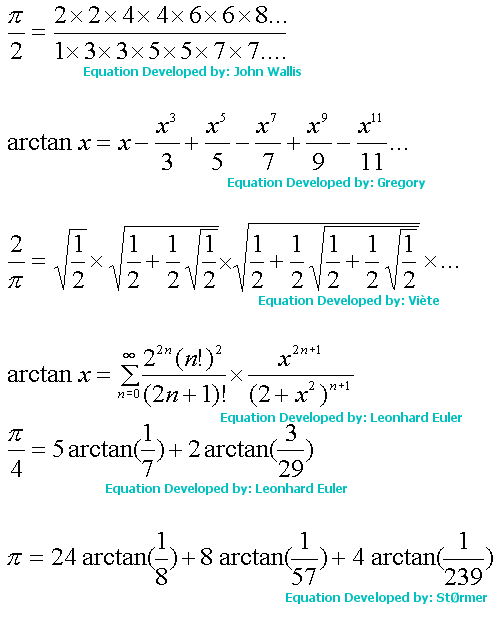 π/2 = (2×2×4×4×6×6×8...)/(1×3×3×5×5×7×7....)
Equation Developed by: John Wallis
arctan x = x − x³/3 + x⁵/5 − x⁷/7 + x⁹/9 − x¹¹/11...
Equation Developed by: Gregory
2/π = √(1/2) × √(1/2 + 1/2√(1/2)) × √(1/2 + 1/2√(1/2 + 1/2√(1/2))) × ...
Equation Developed by: Viète
arctan x = ∑_{n=0}^{∞} (2²ⁿ(n!)²)/((2n+1)!) × x²ⁿ⁺¹/(2 + x²)ⁿ⁺¹
Equation Developed by: Leonhard Euler
π/4 = 5 arctan(1/7) + 2 arctan(3/29)
Equation Developed by: Leonhard Euler
π = 24 arctan(1/8) + 8 arctan(1/57) + 4 arctan(1/239)
Equation Developed by: StØrmer